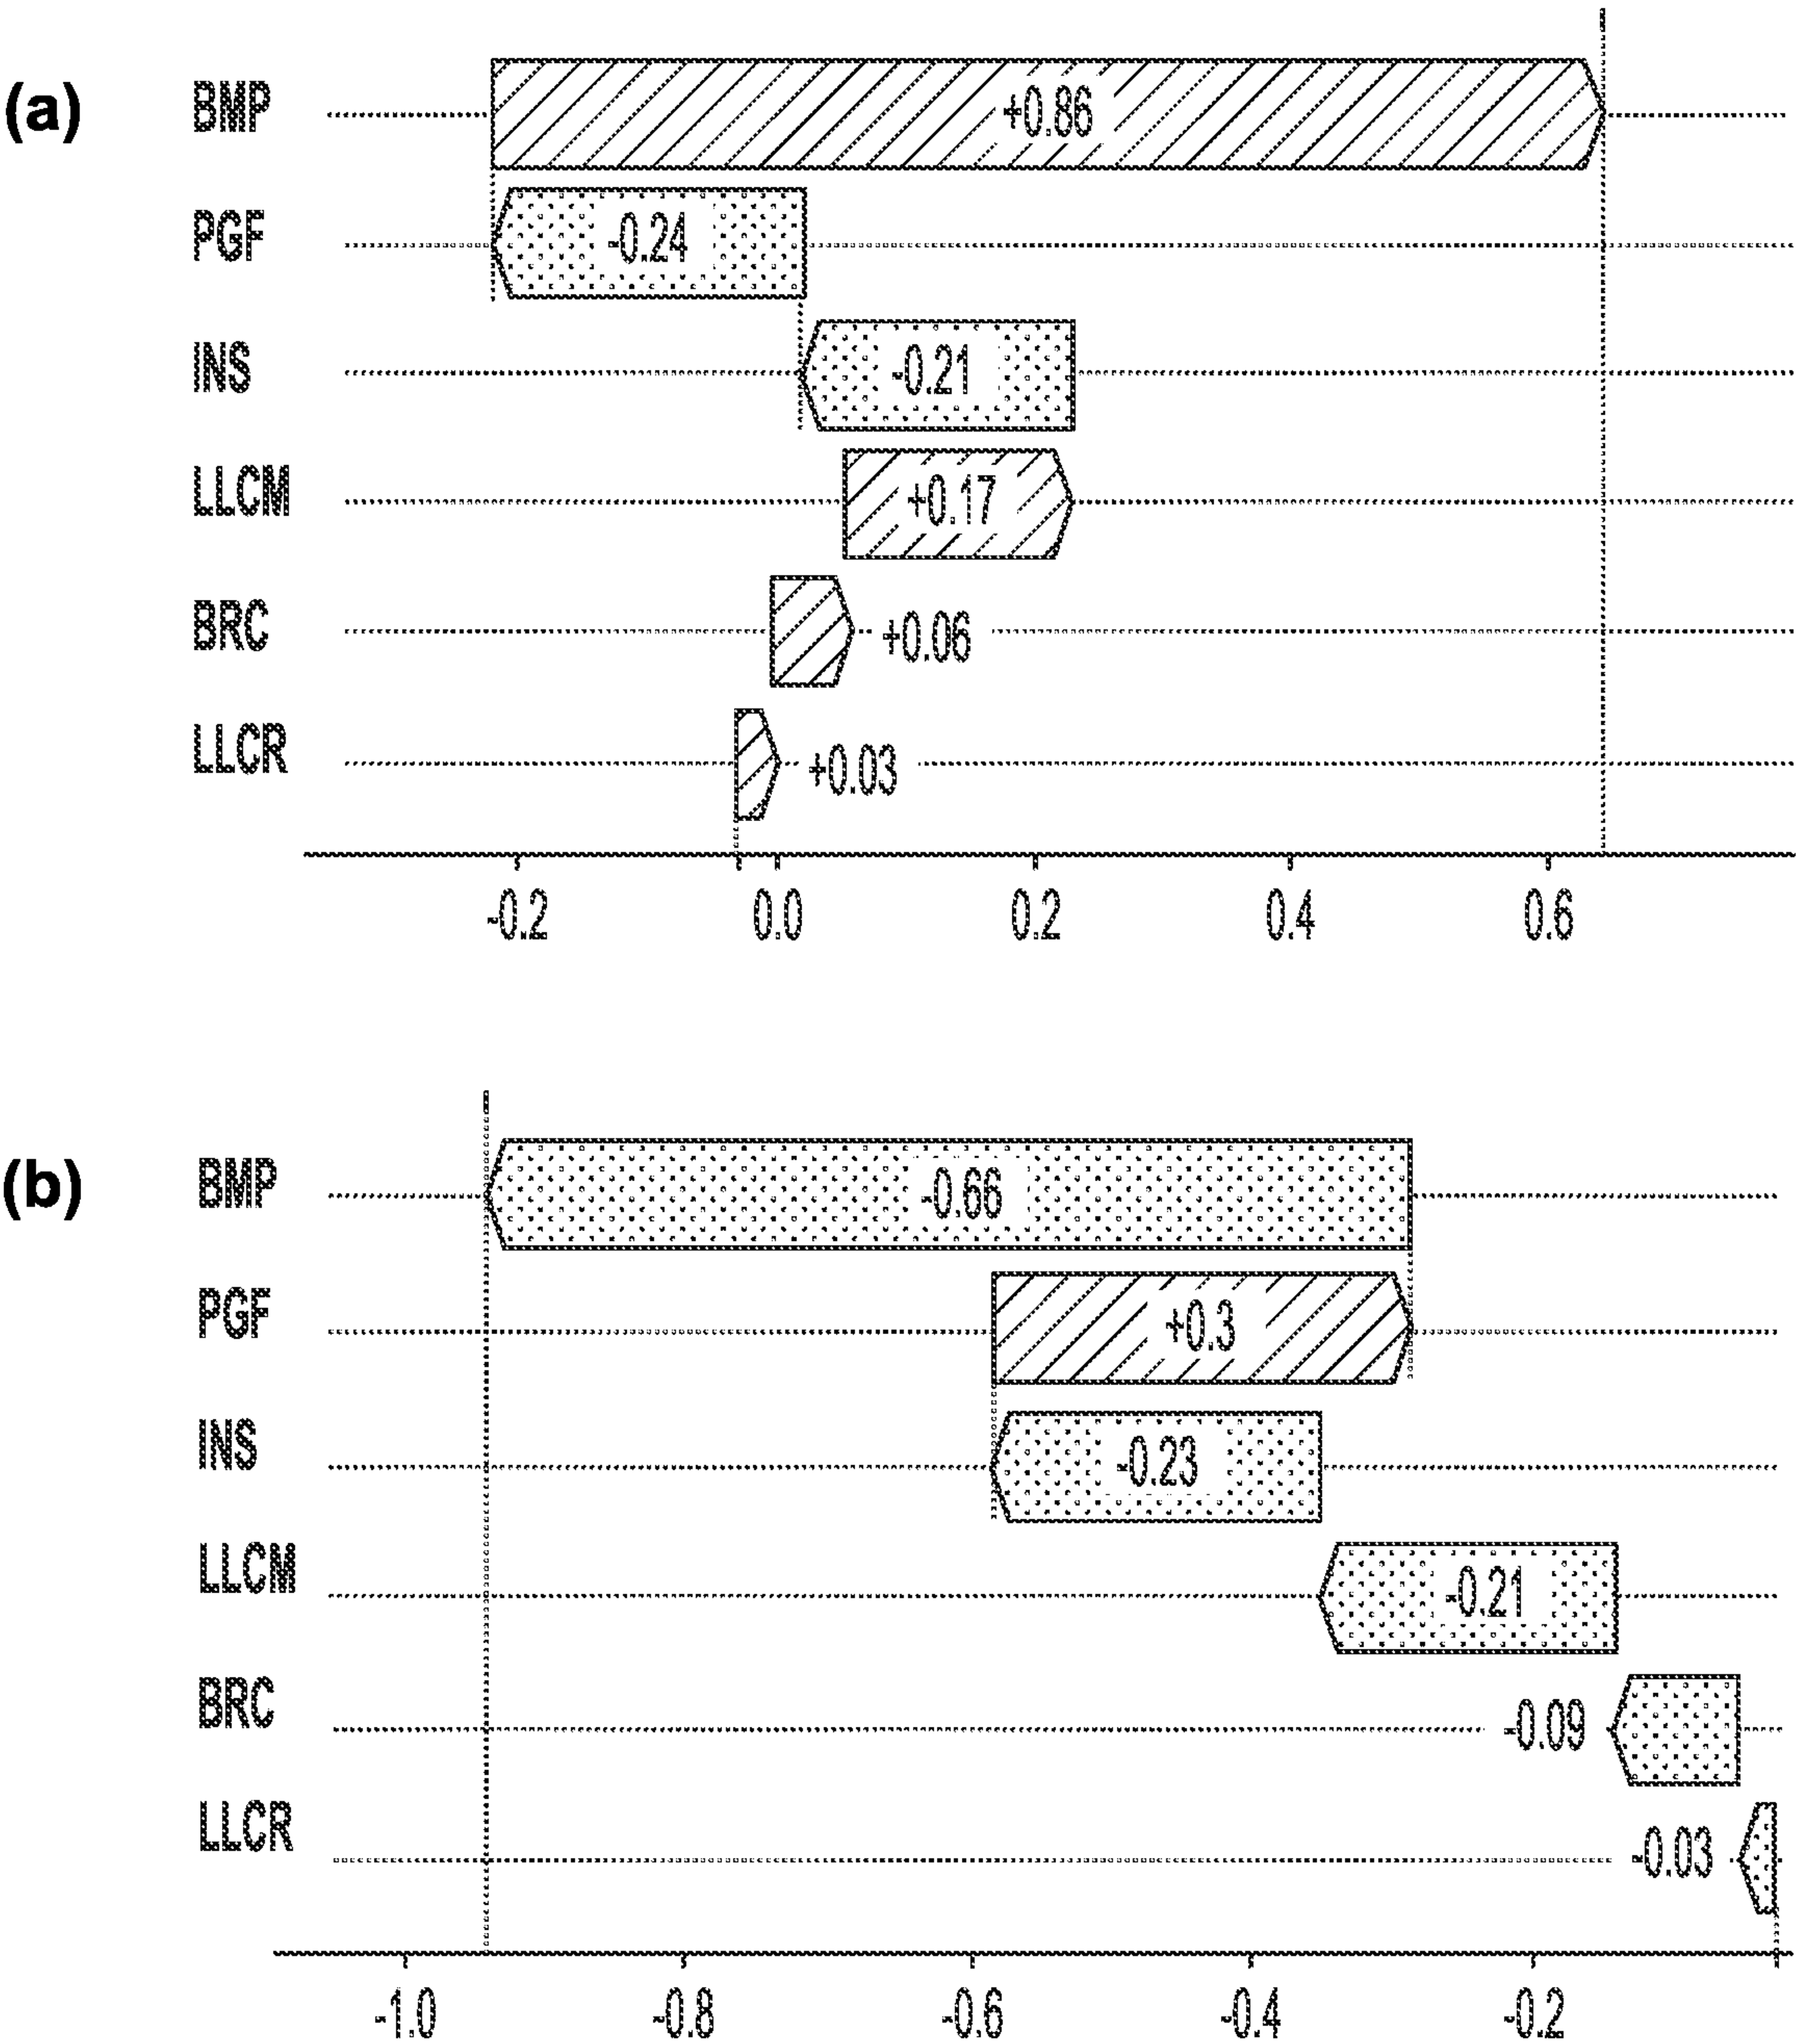 (a)
BMP +0.86
PGF -0.24
INS -0.21
LLCM +0.17
BRC +0.06
LLCR +0.03
-0.2 0.0 0.2 0.4 0.6
(b)
BMP -0.66
PGF +0.3
INS -0.23
LLCM -0.21
BRC -0.09
LLCR -0.03
-1.0 -0.8 -0.6 -0.4 -0.2